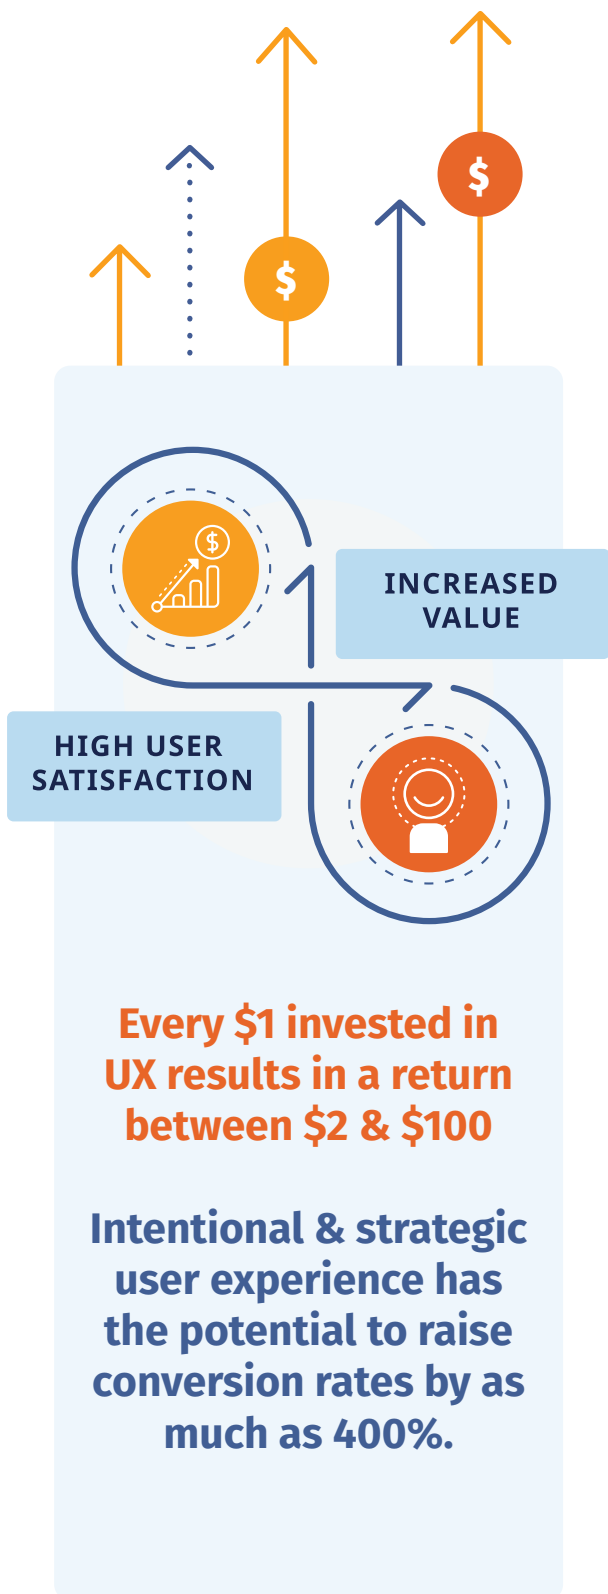 $
$
$
INCREASED
VALUE
HIGH USER
SATISFACTION
Every $1 invested in
UX results in a return
between $2 & $100
Intentional & strategic
user experience has
the potential to raise
conversion rates by as
much as 400%.